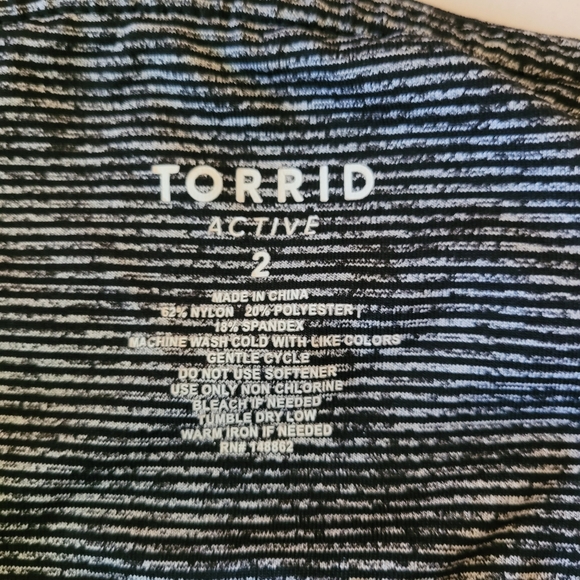 TORRID
ACTIVE
2
MADE IN CHINA
62% NYLON 20% POLYESTER
18% SPANDEX
MACHINE WASH COLD WITH LIKE COLORS
GENTLE CYCLE
DO NOT USE SOFTENER
USE ONLY NON CHLORINE
BLEACH IF NEEDED
TUMBLE DRY LOW
WARM IRON IF NEEDED
RN# 148862